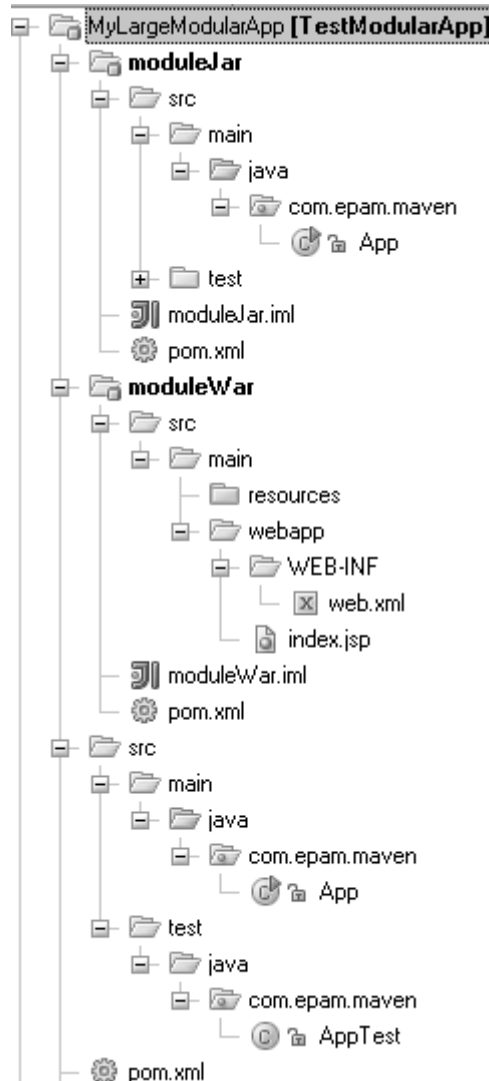 MyLargeModularApp [TestModularApp]
moduleJar
src
main
java
com.epam.maven
App
test
moduleJar.iml
pom.xml
moduleWar
src
main
resources
webapp
WEB-INF
web.xml
index.jsp
moduleWar.iml
pom.xml
src
main
java
com.epam.maven
App
test
java
com.epam.maven
AppTest
pom.xml